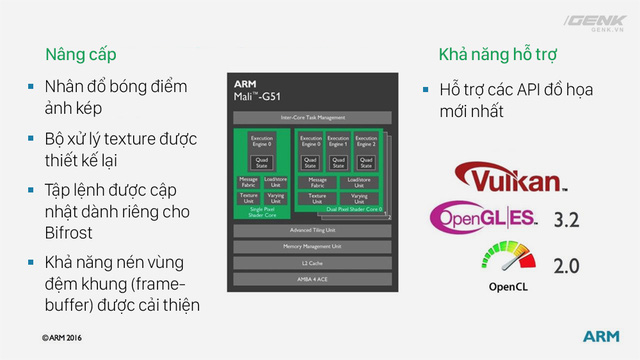 GENK
GENK.VN
Nâng cấp
Nhân đổ bóng điểm
ảnh kép
Bộ xử lý texture được
thiết kế lại
Tập lệnh được cập
nhật dành riêng cho
Bifrost
Khả năng nén vùng
đệm khung (frame-
buffer) được cải thiện
ARM
Mali™-G51
Inter-Core Task Management
Execution Engine 0
Quad State
Message Fabric
Load/store Unit
Texture Unit
Varying Unit
Single Pixel Shader Core
Execution Engine 0
Execution Engine 1
Execution Engine 2
Quad State
Quad State
Quad State
Message Fabric
Load/store Unit
Texture Unit
Varying Unit
Dual Pixel Shader Core 0
1
2
Advanced Tiling Unit
Memory Management Unit
L2 Cache
AMBA 4 ACE
Khả năng hỗ trợ
Hỗ trợ các API đồ họa
mới nhất
Vulkan™
OpenGL|ES™ 3.2
OpenCL 2.0
©ARM 2016
ARM